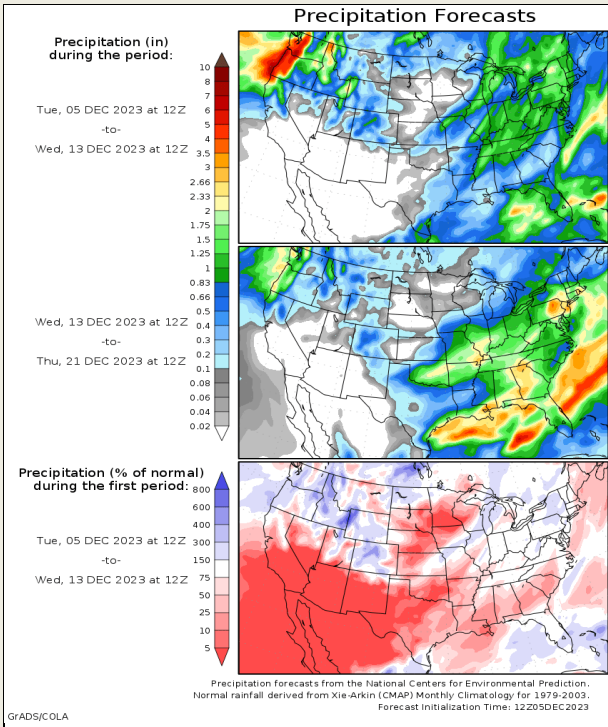 Precipitation Forecasts
Precipitation (in)
during the period:
Tue, 05 DEC 2023 at 12Z
-to-
Wed, 13 DEC 2023 at 12Z
10
8
7
6
5
4
3.5
3
2.66
2.33
2
1.75
1.5
1.25
1
0.83
0.66
0.5
0.4
0.3
0.2
0.1
0.08
0.06
0.04
0.02
Wed, 13 DEC 2023 at 12Z
-to-
Thu, 21 DEC 2023 at 12Z
Precipitation (% of normal)
during the first period:
Tue, 05 DEC 2023 at 12Z
-to-
Wed, 13 DEC 2023 at 12Z
800
600
400
300
150
75
50
25
10
5
Precipitation forecasts from the National Centers for Environmental Prediction.
Normal rainfall derived from Xie-Arkin (CMAP) Monthly Climatology for 1979-2003.
Forecast Initialization Time: 12Z05DEC2023
GrADS/COLA